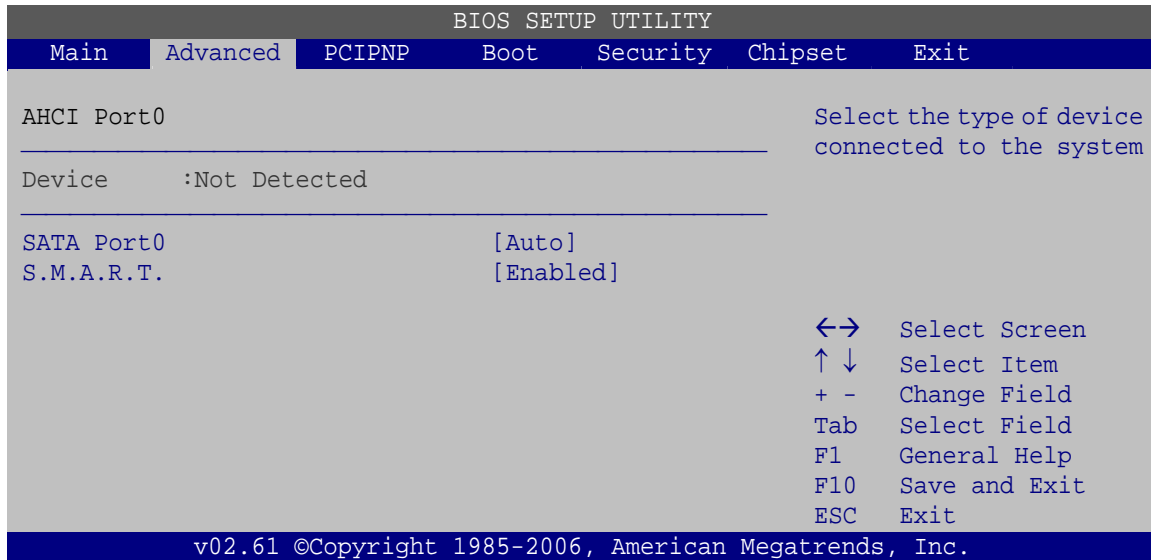 BIOS SETUP UTILITY
Main Advanced PCIPNP Boot Security Chipset Exit
AHCI Port0
Device :Not Detected
SATA Port0 [Auto]
S.M.A.R.T. [Enabled]
Select the type of device
connected to the system
←→ Select Screen
↑ ↓ Select Item
+ - Change Field
Tab Select Field
F1 General Help
F10 Save and Exit
ESC Exit
v02.61 ©Copyright 1985-2006, American Megatrends, Inc.